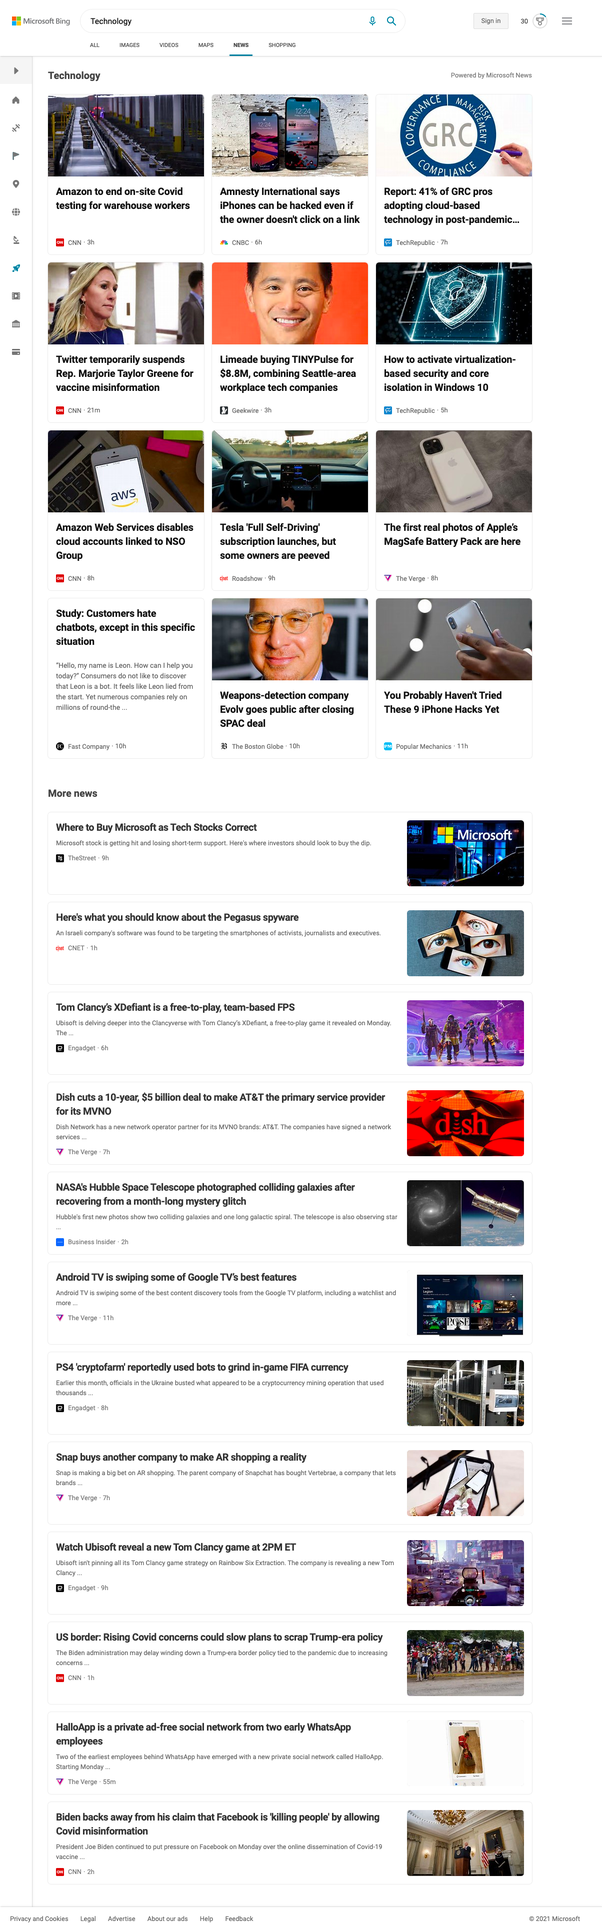 Microsoft Bing
Technology
Sign in
30
ALL
IMAGES
VIDEOS
MAPS
NEWS
SHOPPING
Technology
Powered by Microsoft News
GOVERNANCE
RISK
MANAGEMENT
COMPLIANCE
GRC
Amazon to end on-site Covid
testing for warehouse workers
CNN · 3h
Amnesty International says
iPhones can be hacked even if
the owner doesn't click on a link
CNBC · 6h
Report: 41% of GRC pros
adopting cloud-based
technology in post-pandemic...
TechRepublic · 7h
Twitter temporarily suspends
Rep. Marjorie Taylor Greene for
vaccine misinformation
CNN · 21m
Limeade buying TINYPulse for
$8.8M, combining Seattle-area
workplace tech companies
Geekwire · 3h
How to activate virtualization-
based security and core
isolation in Windows 10
TechRepublic · 5h
aws
Amazon Web Services disables
cloud accounts linked to NSO
Group
CNN · 8h
Tesla 'Full Self-Driving'
subscription launches, but
some owners are peeved
Roadshow · 9h
The first real photos of Apple's
MagSafe Battery Pack are here
The Verge · 8h
Study: Customers hate
chatbots, except in this specific
situation
"Hello, my name is Leon. How can I help you
today?" Consumers do not like to discover
that Leon is a bot. It feels like Leon lied from
the start. Yet numerous companies rely on
millions of round-the ...
Fast Company · 10h
Weapons-detection company
Evolv goes public after closing
SPAC deal
The Boston Globe · 10h
You Probably Haven't Tried
These 9 iPhone Hacks Yet
Popular Mechanics · 11h
More news
Where to Buy Microsoft as Tech Stocks Correct
Microsoft stock is getting hit and losing short-term support. Here's where investors should look to buy the dip.
TheStreet · 9h
Microsoft
Here's what you should know about the Pegasus spyware
An Israeli company's software was found to be targeting the smartphones of activists, journalists and executives.
CNET · 1h
Tom Clancy's XDefiant is a free-to-play, team-based FPS
Ubisoft is delving deeper into the Clancyverse with Tom Clancy's XDefiant, a free-to-play game it revealed on Monday.
The ...
Engadget · 6h
Dish cuts a 10-year, $5 billion deal to make AT&T the primary service provider
for its MVNO
Dish Network has a new network operator partner for its MVNO brands: AT&T. The companies have signed a network
services ...
The Verge · 7h
dish
NASA's Hubble Space Telescope photographed colliding galaxies after
recovering from a month-long mystery glitch
Hubble's first new photos show two colliding galaxies and one long galactic spiral. The telescope is also observing star
...
Business Insider · 2h
Android TV is swiping some of Google TV's best features
Android TV is swiping some of the best content discovery tools from the Google TV platform, including a watchlist and
more ...
The Verge · 11h
PS4 'cryptofarm' reportedly used bots to grind in-game FIFA currency
Earlier this month, officials in the Ukraine busted what appeared to be a cryptocurrency mining operation that used
thousands ...
Engadget · 8h
Snap buys another company to make AR shopping a reality
Snap is making a big bet on AR shopping. The parent company of Snapchat has bought Vertebrae, a company that lets
brands ...
The Verge · 7h
Watch Ubisoft reveal a new Tom Clancy game at 2PM ET
Ubisoft isn't pinning all its Tom Clancy game strategy on Rainbow Six Extraction. The company is revealing a new Tom
Clancy ...
Engadget · 9h
US border: Rising Covid concerns could slow plans to scrap Trump-era policy
The Biden administration may delay winding down a Trump-era border policy tied to the pandemic due to increasing
concerns ...
CNN · 1h
HalloApp is a private ad-free social network from two early WhatsApp
employees
Two of the earliest employees behind WhatsApp have emerged with a new private social network called HalloApp.
Starting Monday ...
The Verge · 55m
Biden backs away from his claim that Facebook is 'killing people' by allowing
Covid misinformation
President Joe Biden continued to put pressure on Facebook on Monday over the online dissemination of Covid-19
vaccine ...
CNN · 2h
Privacy and Cookies
Legal
Advertise
About our ads
Help
Feedback
© 2021 Microsoft